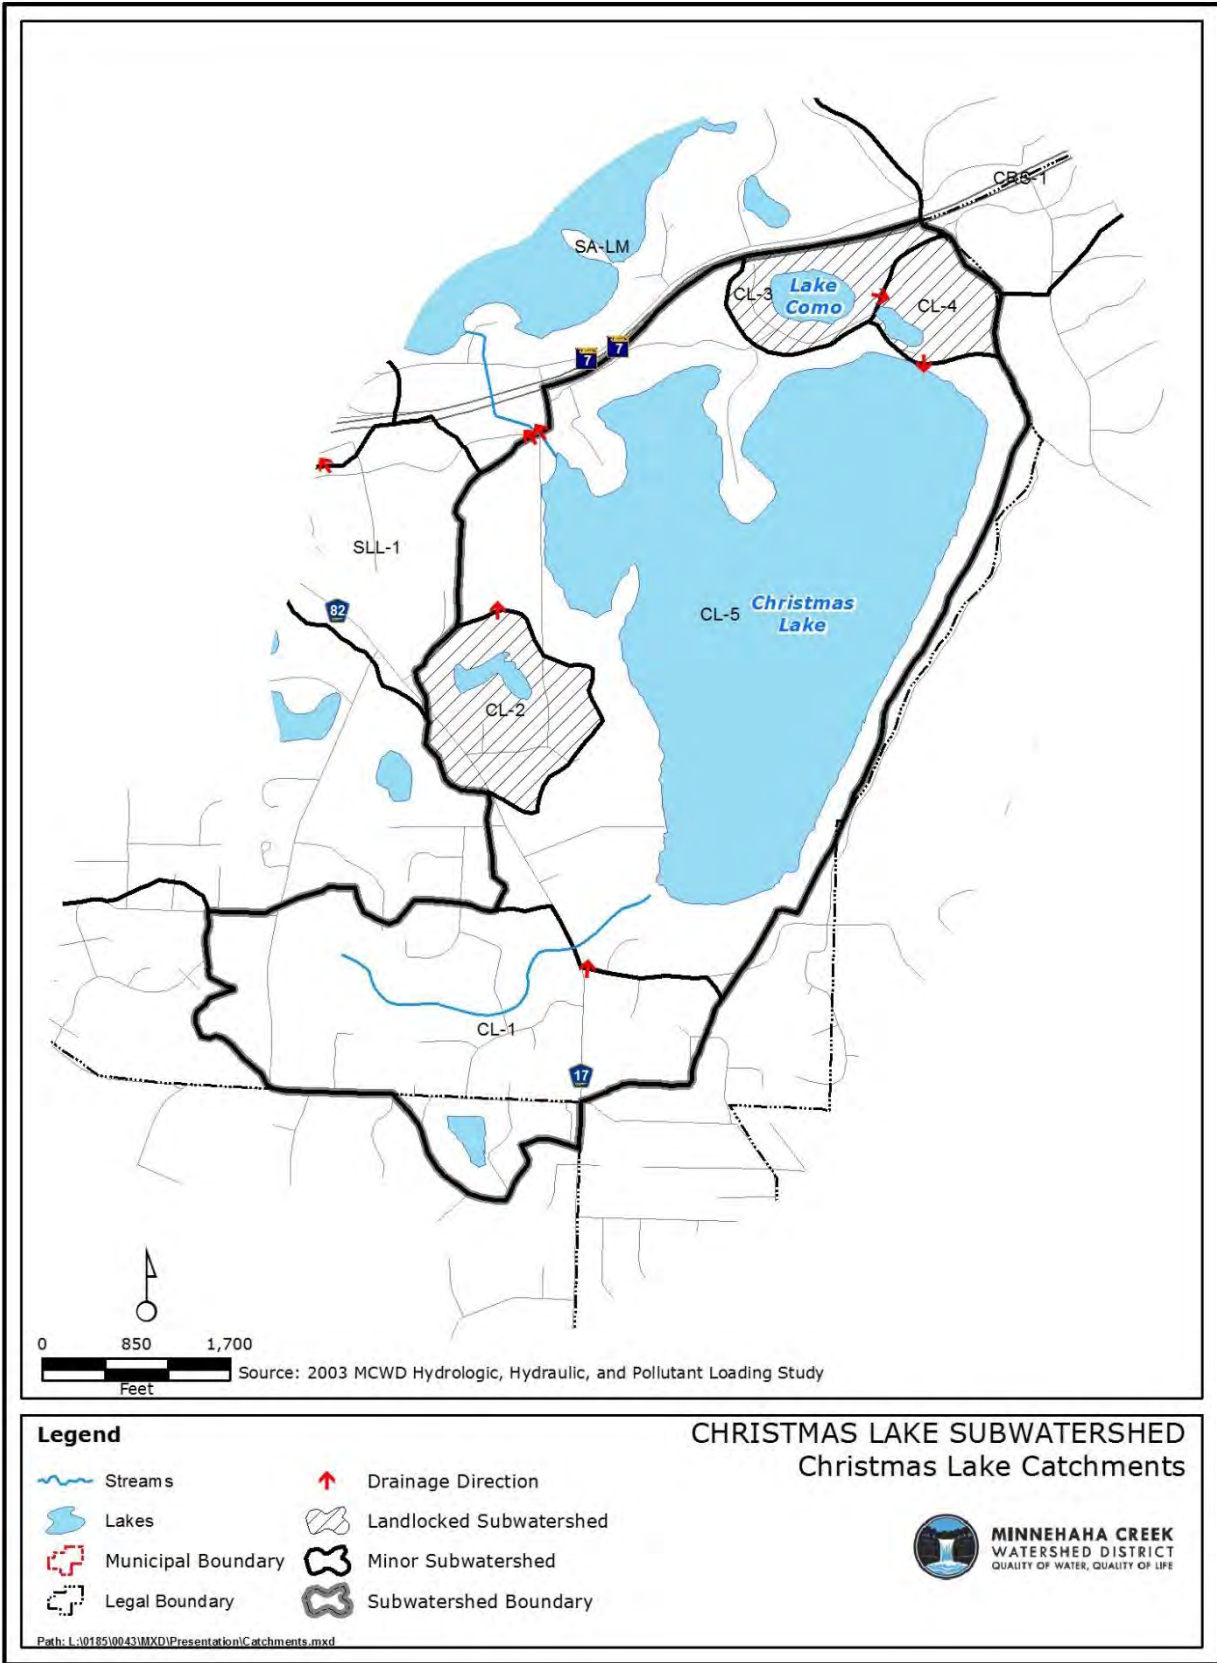 CRS-1
SA-LM
CL-3
Lake
Como
CL-4
7
7
SLL-1
82
CL-5
Christmas
Lake
CL-2
CL-1
17
0 850 1,700
Feet
Source: 2003 MCWD Hydrologic, Hydraulic, and Pollutant Loading Study
Legend
Streams
Lakes
Municipal Boundary
Legal Boundary
Drainage Direction
Landlocked Subwatershed
Minor Subwatershed
Subwatershed Boundary
CHRISTMAS LAKE SUBWATERSHED
Christmas Lake Catchments
MINNEHAHA CREEK
WATERSHED DISTRICT
QUALITY OF WATER, QUALITY OF LIFE
Path: L:\0185\0043\MXD\Presentation\Catchments.mxd